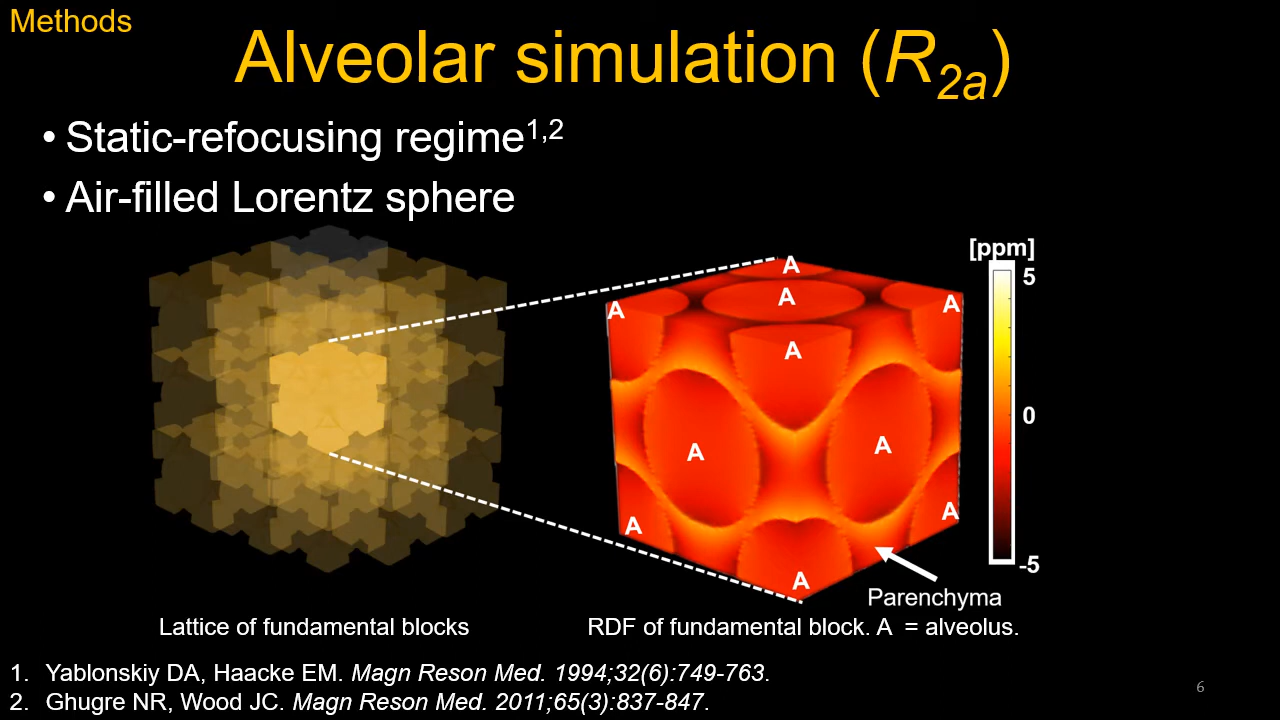 Methods
Alveolar simulation (R2a)
• Static-refocusing regime1,2
• Air-filled Lorentz sphere
[ppm]
5
0
-5
A
A
A
A
A
A
A
A
A
A
Parenchyma
Lattice of fundamental blocks
RDF of fundamental block. A = alveolus.
1. Yablonskiy DA, Haacke EM. Magn Reson Med. 1994;32(6):749-763.
2. Ghugre NR, Wood JC. Magn Reson Med. 2011;65(3):837-847.
6